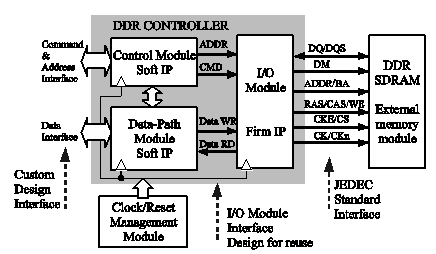 DDR CONTROLLER
Command
&
Address
Interface
Control Module
Soft IP
ADDR
CMD
I/O
Module
Firm IP
DQ/DQS
DM
ADDR/BA
RAS/CAS/WE
CKE/CS
CK/CKn
DDR
SDRAM
External
memory
module
Data
Interface
Data-Path
Module
Soft IP
Data WR
Data RD
Custom
Design
Interface
Clock/Reset
Management
Module
I/O Module
Interface
Design for reuse
JEDEC
Standard
Interface